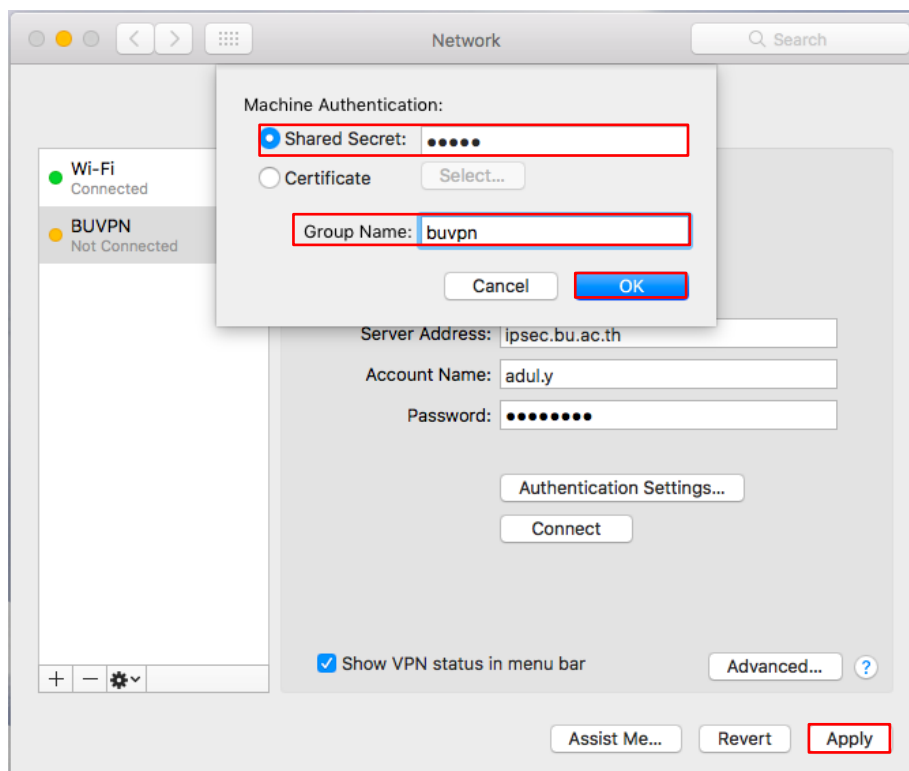 Network
Search
Machine Authentication:
Shared Secret: •••••
Certificate Select...
Group Name: buvpn
Cancel OK
Wi-Fi
Connected
BUVPN
Not Connected
Server Address: ipsec.bu.ac.th
Account Name: adul.y
Password: ••••••••
Authentication Settings...
Connect
Show VPN status in menu bar
Advanced... ?
Assist Me... Revert Apply